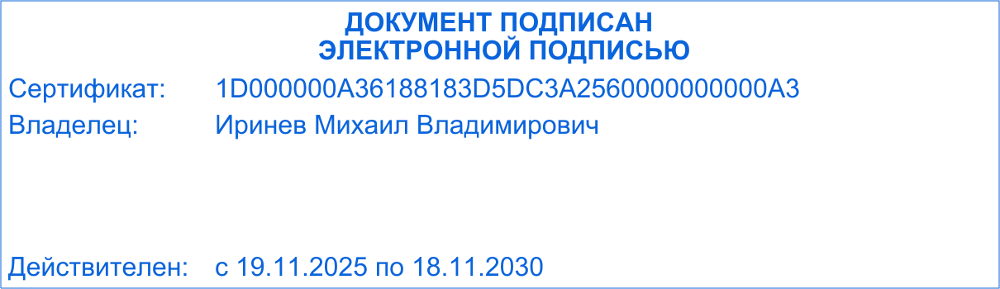 ДОКУМЕНТ ПОДПИСАН
ЭЛЕКТРОННОЙ ПОДПИСЬЮ
Сертификат: 1D000000A36188183D5DC3A2560000000000A3
Владелец: Иринев Михаил Владимирович
Действителен: с 19.11.2025 по 18.11.2030